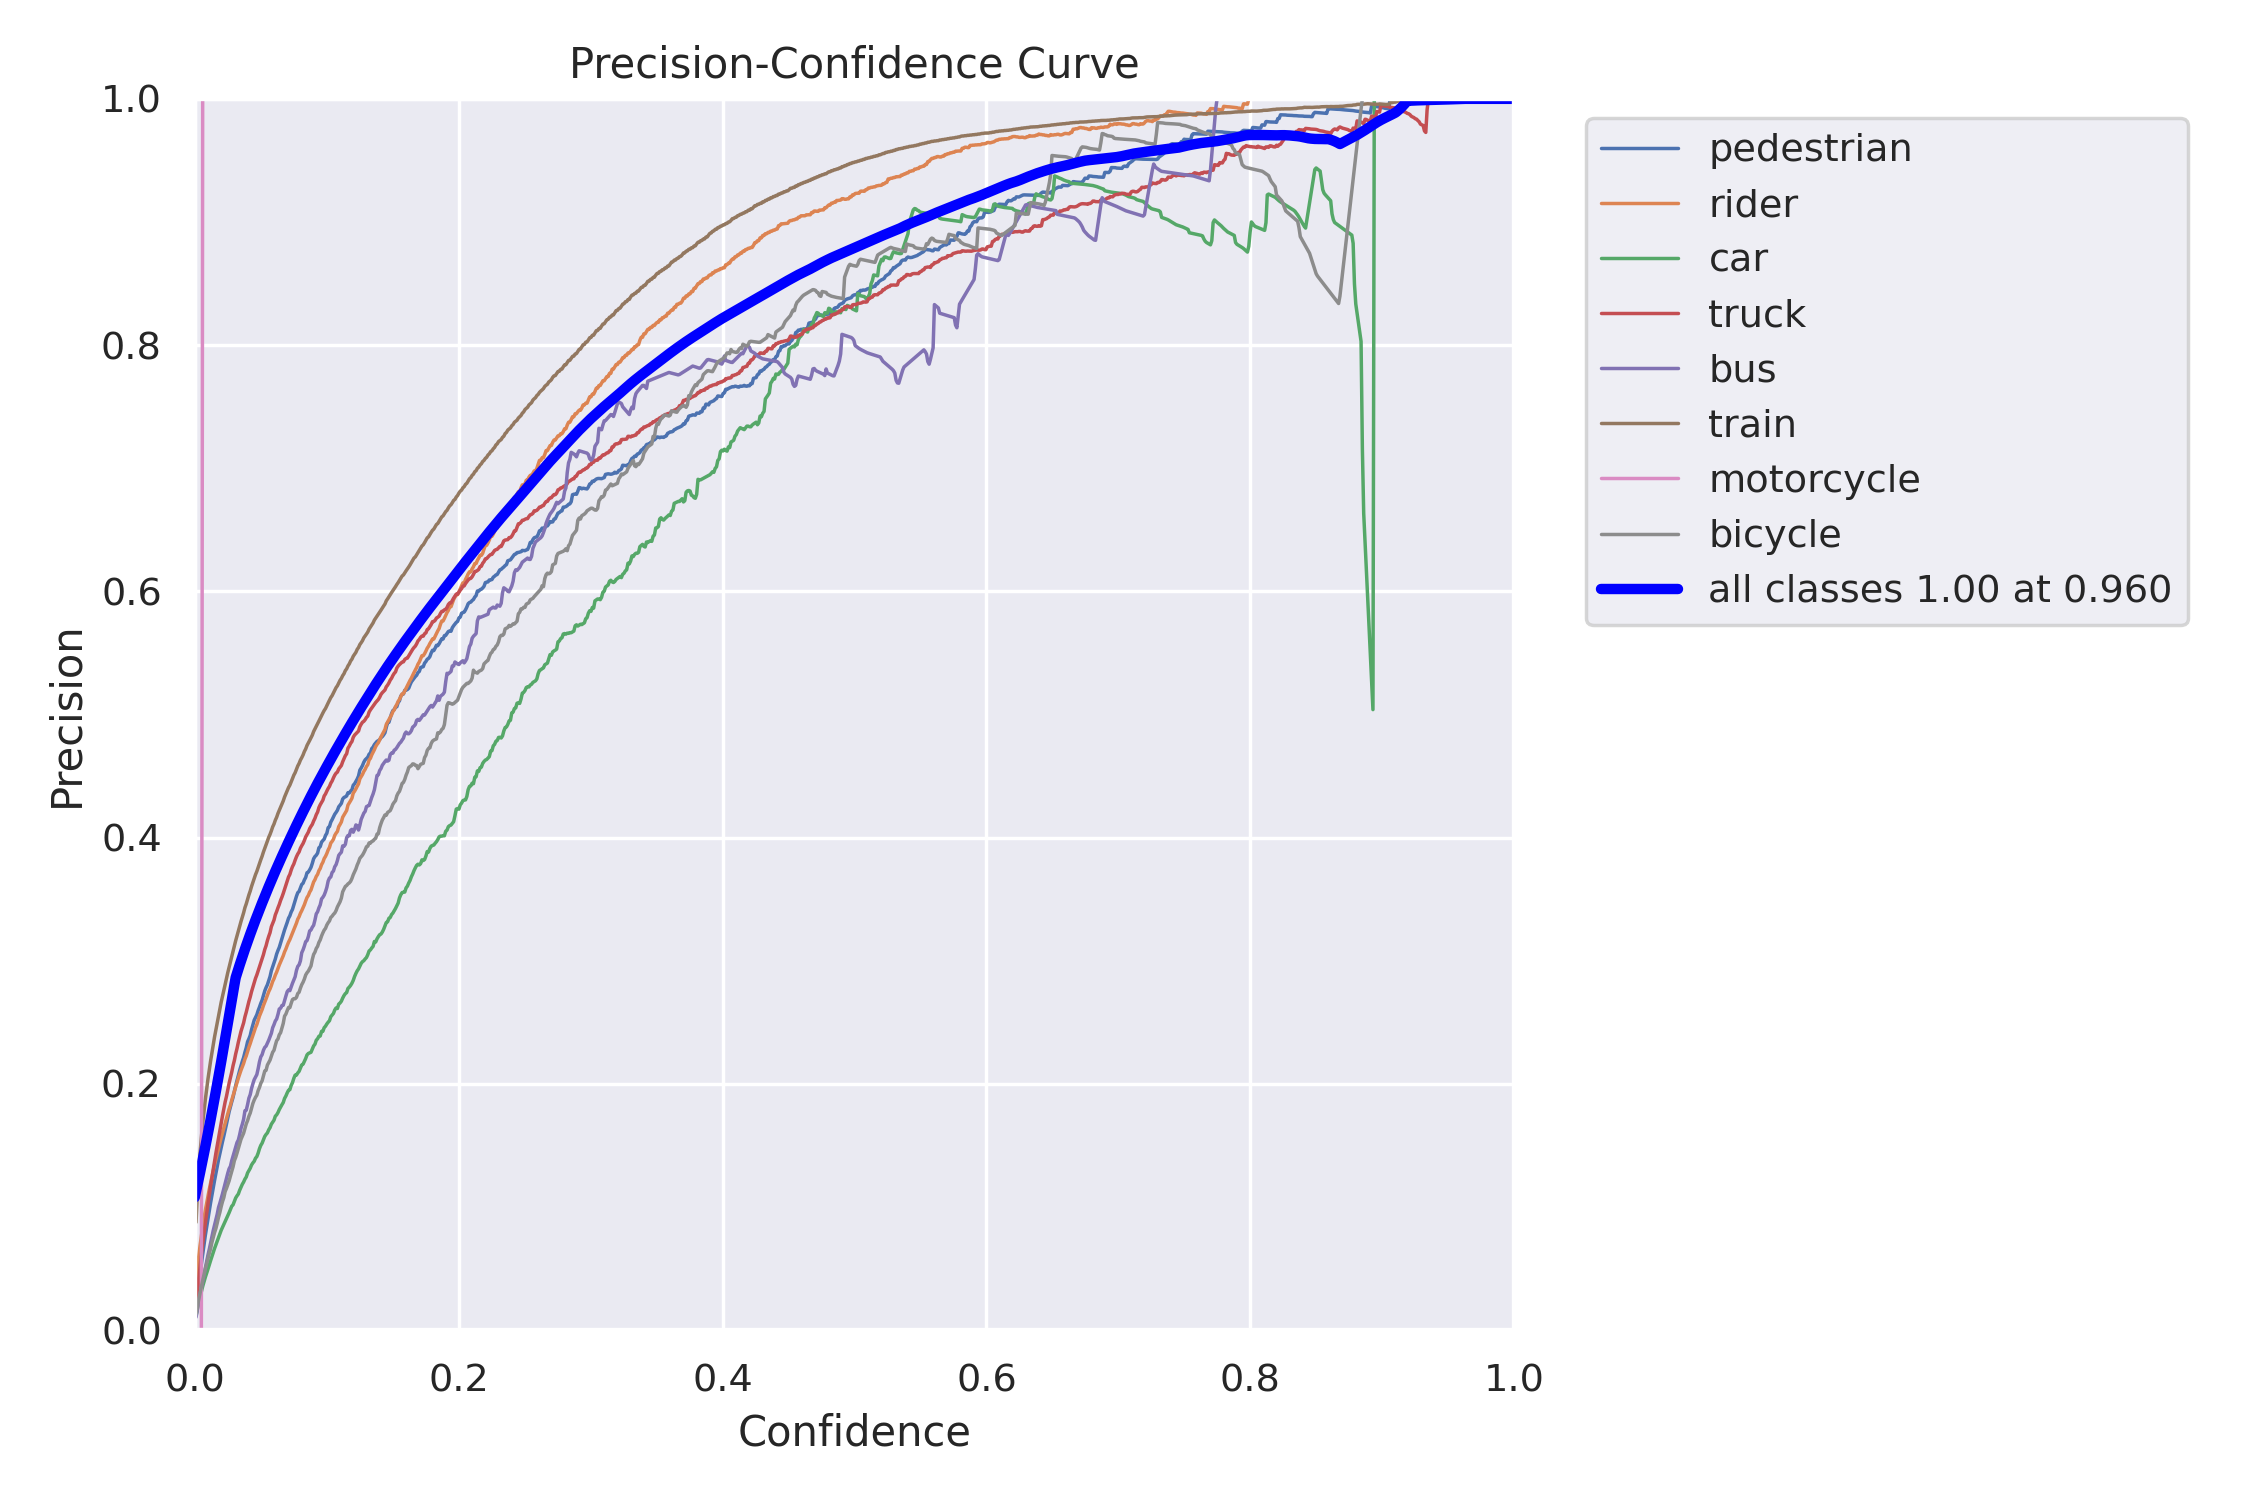 Precision-Confidence Curve
1.0
0.8
0.6
0.4
0.2
0.0
Precision
0.0 0.2 0.4 0.6 0.8 1.0
Confidence
pedestrian
rider
car
truck
bus
train
motorcycle
bicycle
all classes 1.00 at 0.960